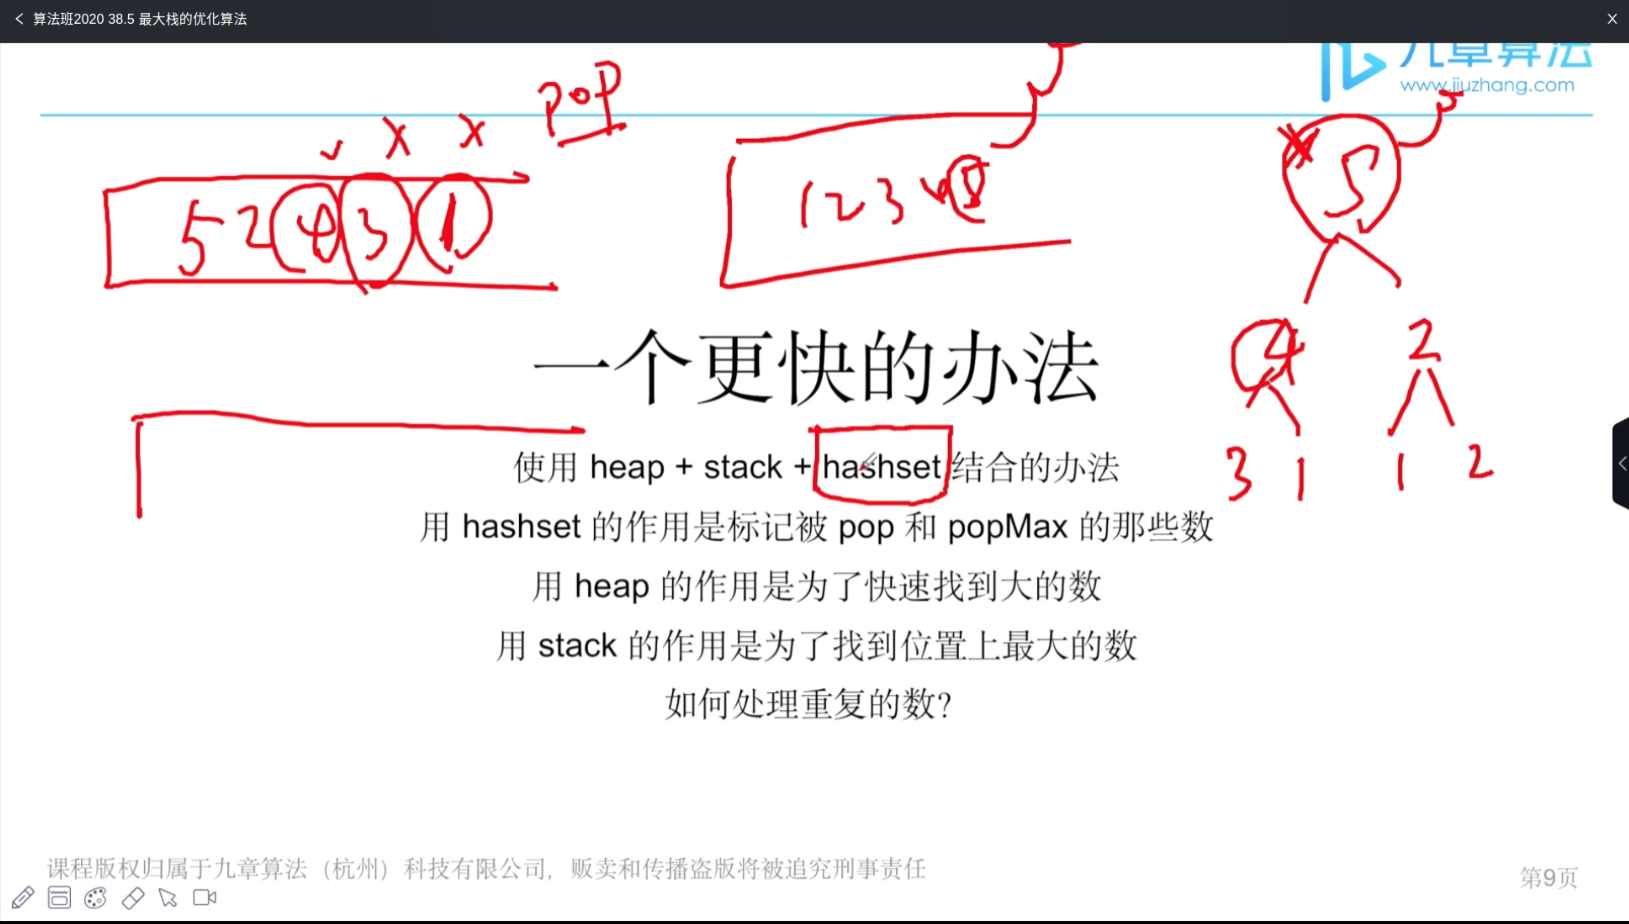 算法班2020 38.5 最大栈的优化算法
九章算法
www.jiuzhang.com
POP
5 2 4 3 1
1 2 3 4 5
5
4 2
3 1 1 2
一个更快的办法
使用 heap + stack + hashset 结合的办法
用 hashset 的作用是标记被 pop 和 popMax 的那些数
用 heap 的作用是为了快速找到大的数
用 stack 的作用是为了找到位置上最大的数
如何处理重复的数？
课程版权归属于九章算法（杭州）科技有限公司，贩卖和传播盗版将被追究刑事责任
第9页